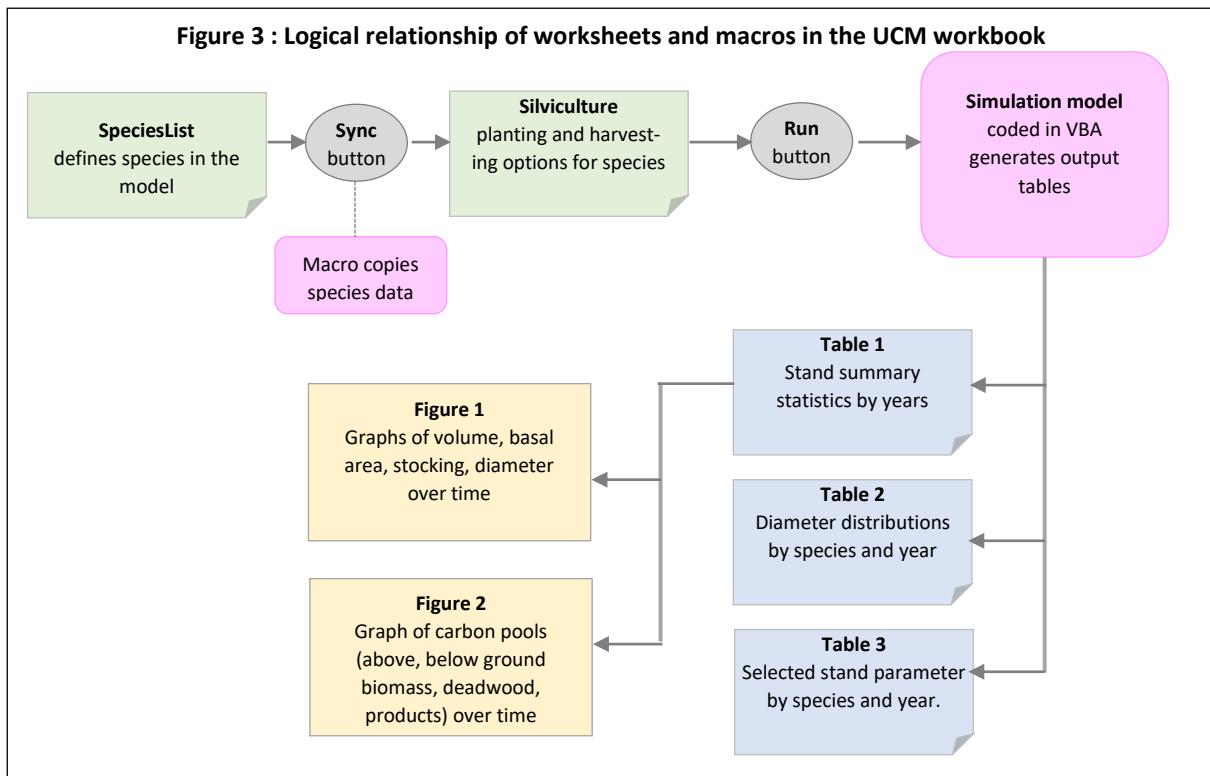 Figure 3 : Logical relationship of worksheets and macros in the UCM workbook
SpeciesList
defines species in the
model
Sync
button
Macro copies
species data
Silviculture
planting and harvest-
ing options for species
Run
button
Simulation model
coded in VBA
generates output
tables
Table 1
Stand summary
statistics by years
Figure 1
Graphs of volume, basal
area, stocking, diameter
over time
Table 2
Diameter distributions
by species and year
Figure 2
Graph of carbon pools
(above, below ground
biomass, deadwood,
products) over time
Table 3
Selected stand parameter
by species and year.